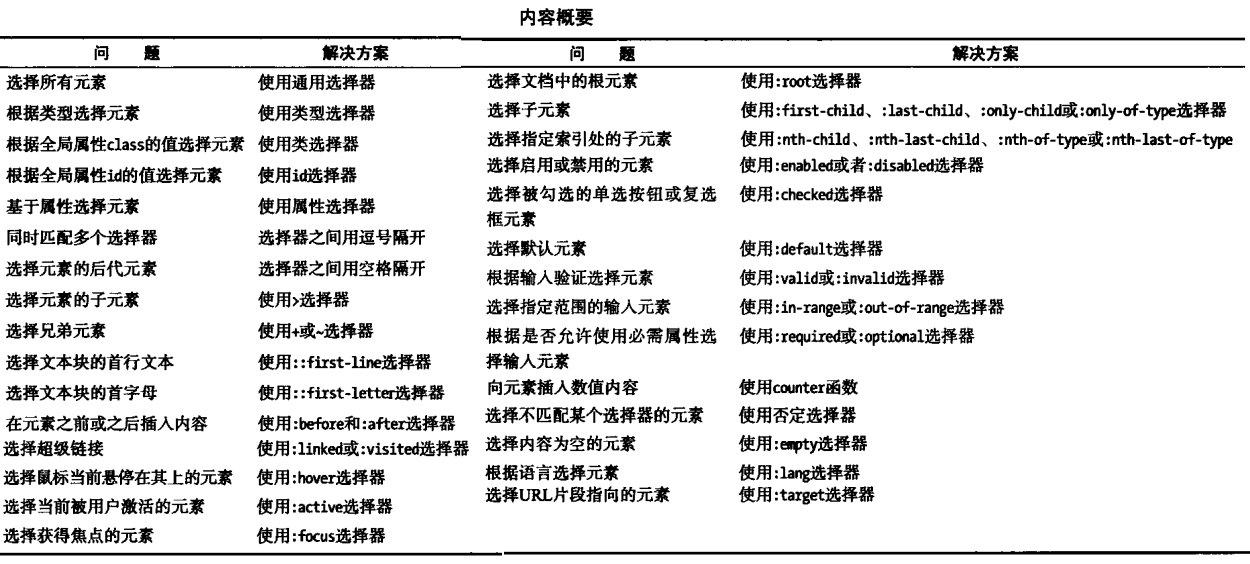 内容概要
问 题 解决方案
选择所有元素 使用通用选择器
根据类型选择元素 使用类型选择器
根据全局属性class的值选择元素 使用类选择器
根据全局属性id的值选择元素 使用id选择器
基于属性选择元素 使用属性选择器
同时匹配多个选择器 选择器之间用逗号隔开
选择元素的后代元素 选择器之间用空格隔开
选择元素的子元素 使用>选择器
选择兄弟元素 使用+或~选择器
选择文本块的首行文本 使用::first-line选择器
选择文本块的首字母 使用::first-letter选择器
在元素之前或之后插入内容 使用:before和:after选择器
选择超级链接 使用:linked或:visited选择器
选择鼠标当前悬停在其上的元素 使用:hover选择器
选择当前被用户激活的元素 使用:active选择器
选择获得焦点的元素 使用:focus选择器
问 题 解决方案
选择文档中的根元素 使用:root选择器
选择子元素 使用:first-child、:last-child、:only-child或:only-of-type选择器
选择指定索引处的子元素 使用:nth-child、:nth-last-child、:nth-of-type或:nth-last-of-type
选择启用或禁用的元素 使用:enabled或者:disabled选择器
选择被勾选的单选按钮或复选 使用:checked选择器
框元素
选择默认元素 使用:default选择器
根据输入验证选择元素 使用:valid或:invalid选择器
选择指定范围的输入元素 使用:in-range或:out-of-range选择器
根据是否允许使用必需属性选 使用:required或:optional选择器
择输入元素
向元素插入数值内容 使用counter函数
选择不匹配某个选择器的元素 使用否定选择器
选择内容为空的元素 使用:empty选择器
根据语言选择元素 使用:lang选择器
选择URL片段指向的元素 使用:target选择器